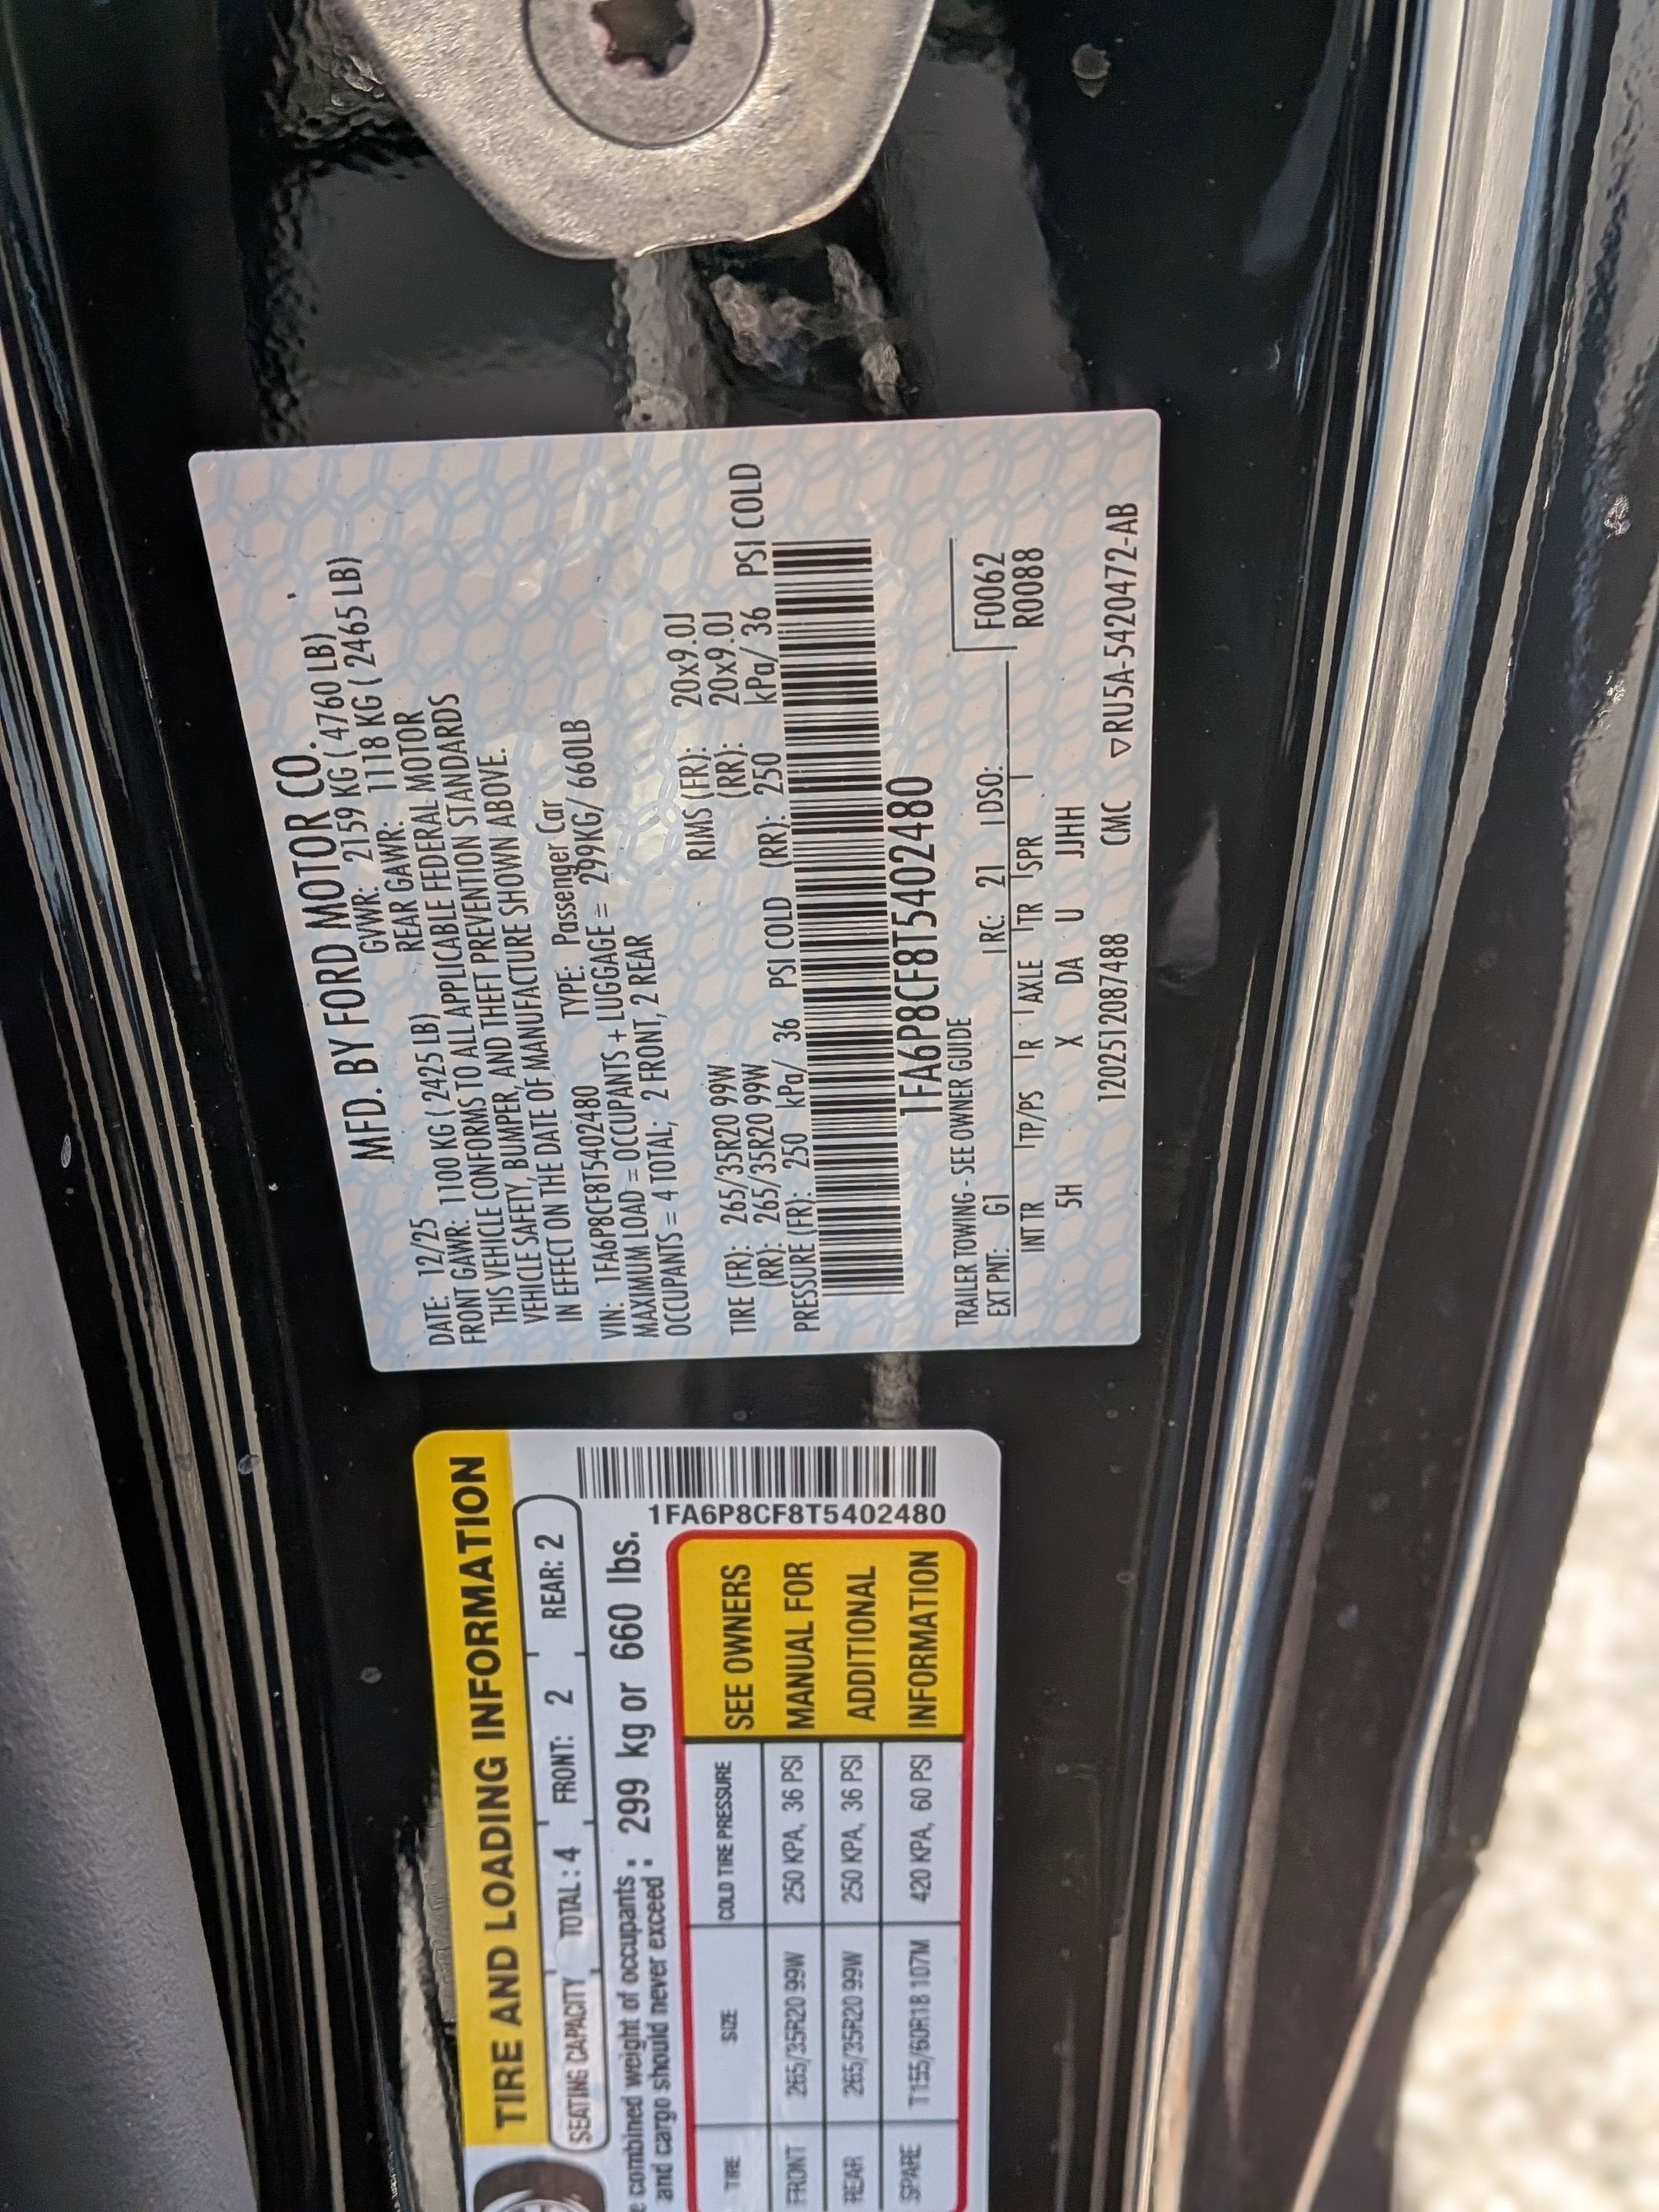 MFD. BY FORD MOTOR CO.
DATE: 12/25 GVWR: 2159 KG ( 4760 LB)
FRONT GAWR: 1100 KG ( 2425 LB) REAR GAWR: 1118 KG ( 2465 LB)
THIS VEHICLE CONFORMS TO ALL APPLICABLE FEDERAL MOTOR
VEHICLE SAFETY, BUMPER, AND THEFT PREVENTION STANDARDS
IN EFFECT ON THE DATE OF MANUFACTURE SHOWN ABOVE.
VIN: 1FA6P8CF8T5402480 TYPE: Passenger Car
MAXIMUM LOAD = OCCUPANTS + LUGGAGE = 299KG/ 660LB
OCCUPANTS = 4 TOTAL; 2 FRONT, 2 REAR
TIRE (FR): 265/35R20 99W RIMS (FR): 20x9.0J
(RR): 265/35R20 99W (RR): 20x9.0J
PRESSURE (FR): 250 kPa/ 36 PSI COLD (RR): 250 kPa/ 36 PSI COLD
1FA6P8CF8T5402480
TRAILER TOWING - SEE OWNER GUIDE
EXT PNT: G1 RC: 21 DSO:
INT TR TP/PS R AXLE TR SPR
5H X DA U JJHH
F0062
R0088
1202512087488 CMC ▽RU5A-5420472-AB
TIRE AND LOADING INFORMATION
SEATING CAPACITY TOTAL : 4 FRONT: 2 REAR: 2
combined weight of occupants
and cargo should never exceed : 299 kg or 660 lbs.
1FA6P8CF8T5402480
TIRE SIZE COLD TIRE PRESSURE
FRONT 265/35R20 99W 250 KPA, 36 PSI
REAR 265/35R20 99W 250 KPA, 36 PSI
SPARE T155/60R18 107M 420 KPA, 60 PSI
SEE OWNERS
MANUAL FOR
ADDITIONAL
INFORMATION